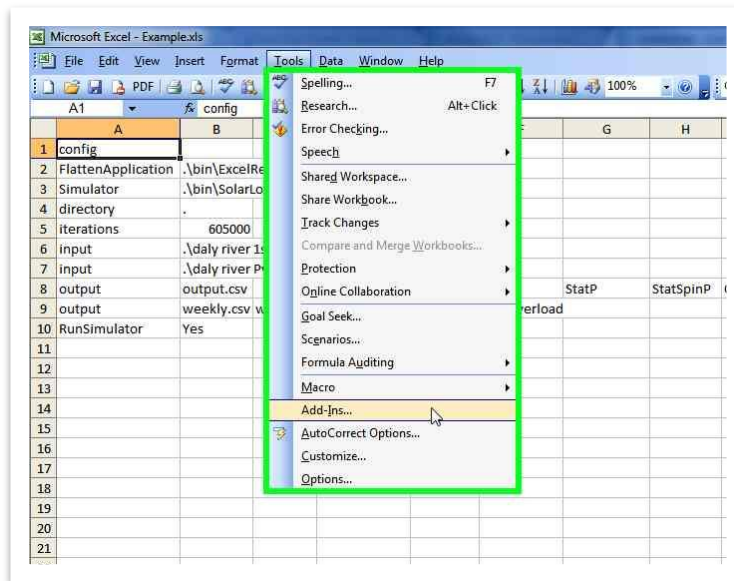 Microsoft Excel - Example.xls
File Edit View Insert Format Tools Data Window Help
PDF 100%
A1 fx config
A B F G H
1 config
2 FlattenApplication .\bin\ExcelRe
3 Simulator .\bin\SolarLo
4 directory .
5 iterations 605000
6 input .\daly river 1s
7 input .\daly river P
8 output output.csv StatP StatSpinP
9 output weekly.csv w verload
10 RunSimulator Yes
11
12
13
14
15
16
17
18
19
20
21
Spelling... F7
Research... Alt+Click
Error Checking...
Speech
Shared Workspace...
Share Workbook...
Track Changes
Compare and Merge Workbooks...
Protection
Online Collaboration
Goal Seek...
Scenarios...
Formula Auditing
Macro
Add-Ins...
AutoCorrect Options...
Customize...
Options...